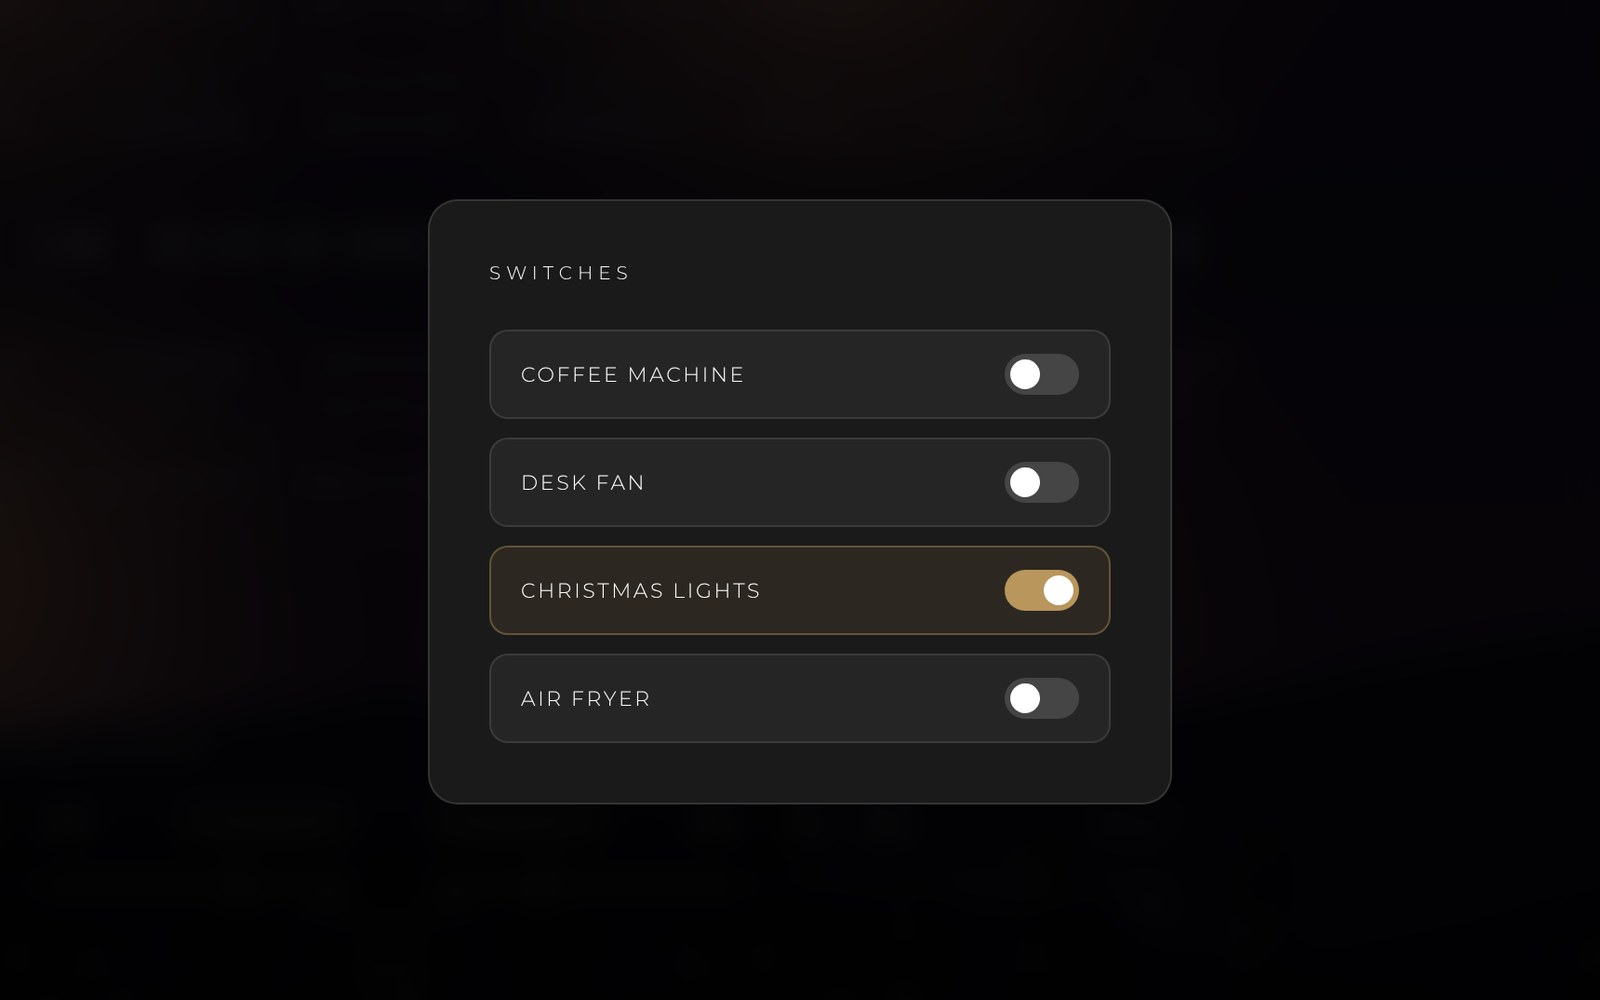 SWITCHES
COFFEE MACHINE
DESK FAN
CHRISTMAS LIGHTS
AIR FRYER